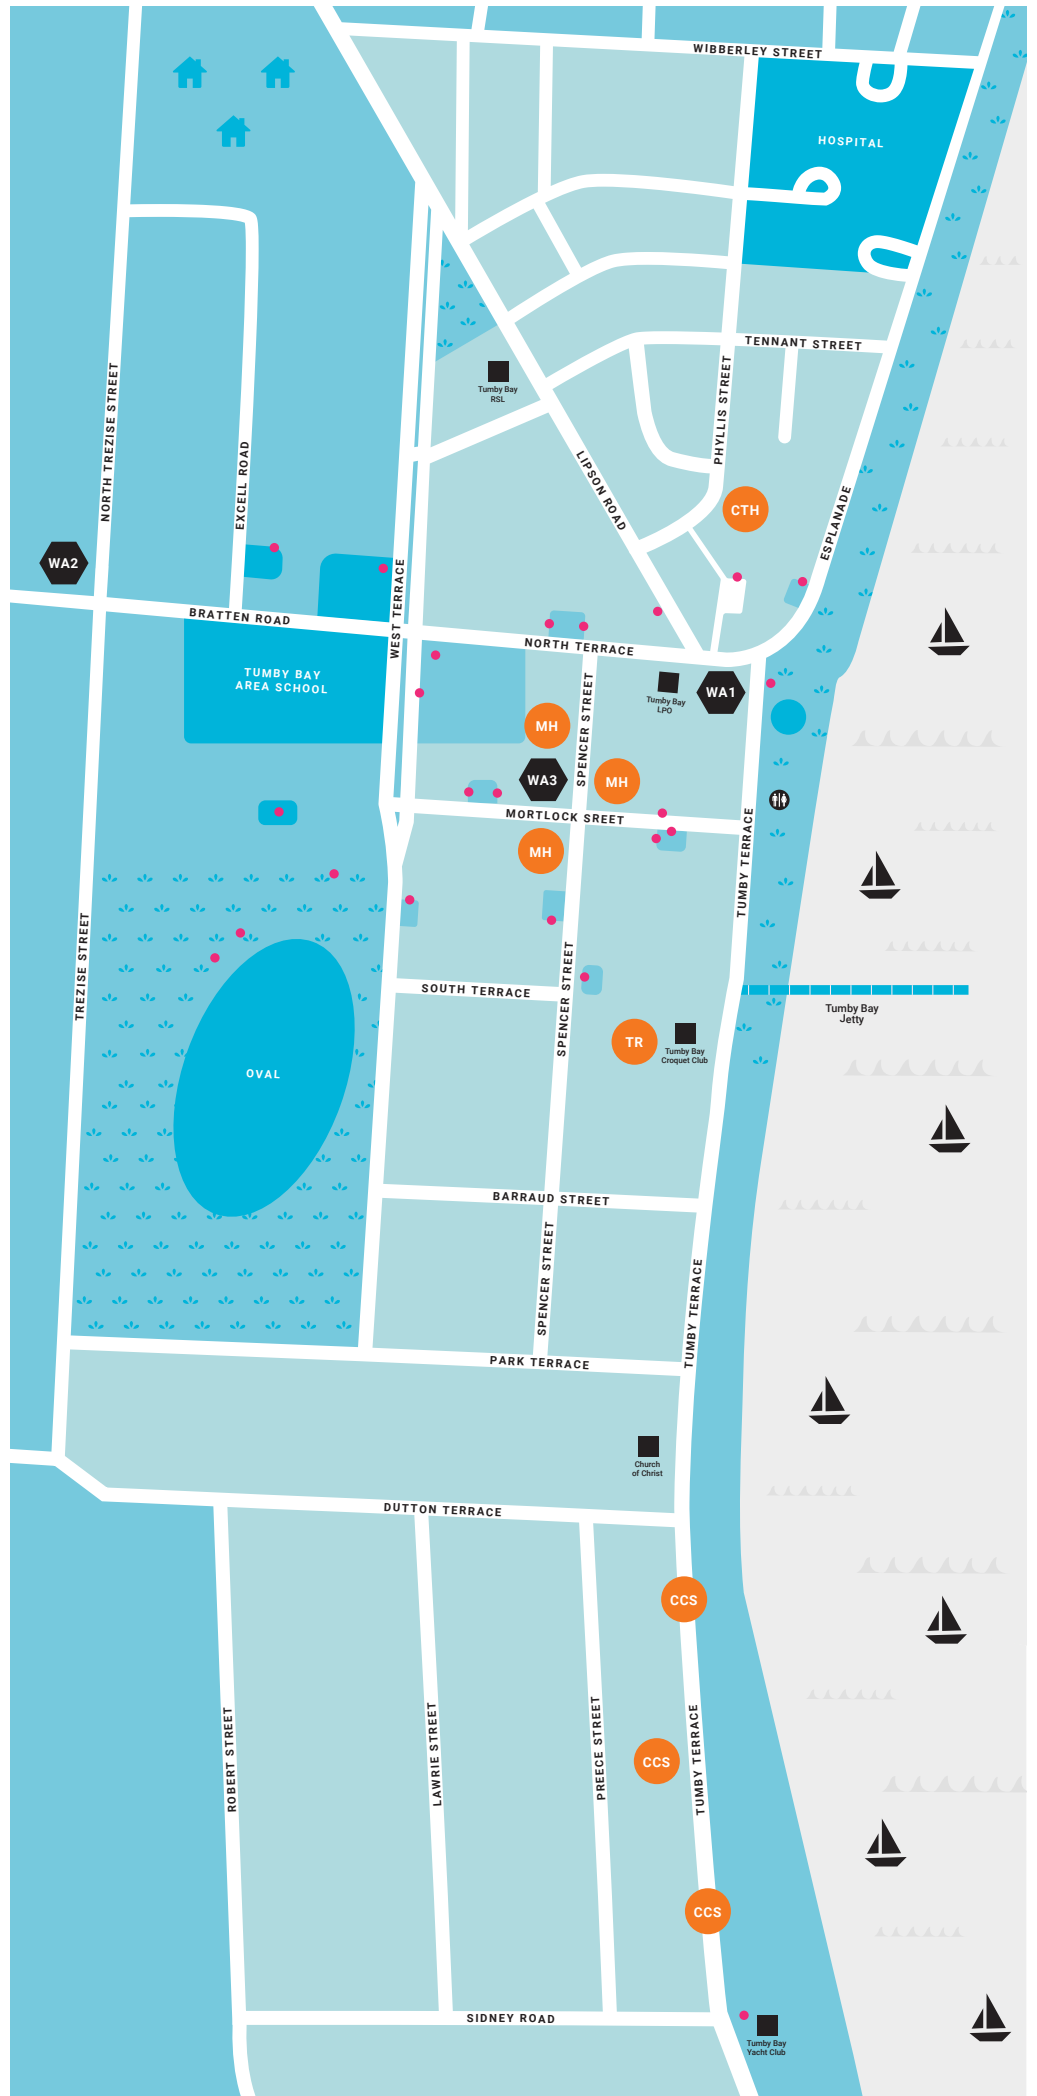 WIBBERLEY STREET
HOSPITAL
TENNANT STREET
NORTH TREZISE STREET
Tumby Bay
RSL
PHYLLIS STREET
EXCELL ROAD
LIPSON ROAD
CTH
ESPLANADE
WA2
WEST TERRACE
BRATTEN ROAD
NORTH TERRACE
TUMBY BAY
AREA SCHOOL
Tumby Bay
LPO
WA1
SPENCER STREET
MH
WA3
MH
MORTLOCK SREET
MH
TUMBY TERRACE
TREZISE STREET
SPENCER STREET
SOUTH TERRACE
Tumby Bay
Jetty
TR
Tumby Bay
Croquet Club
OVAL
BARRAUD STREET
SPENCER STREET
TUMBY TERRACE
PARK TERRACE
Church
of Christ
DUTTON TERRACE
CCS
ROBERT STREET
LAWRIE STREET
PREECE STREET
TUMBY TERRACE
CCS
CCS
SIDNEY ROAD
Tumby Bay
Yacht Club